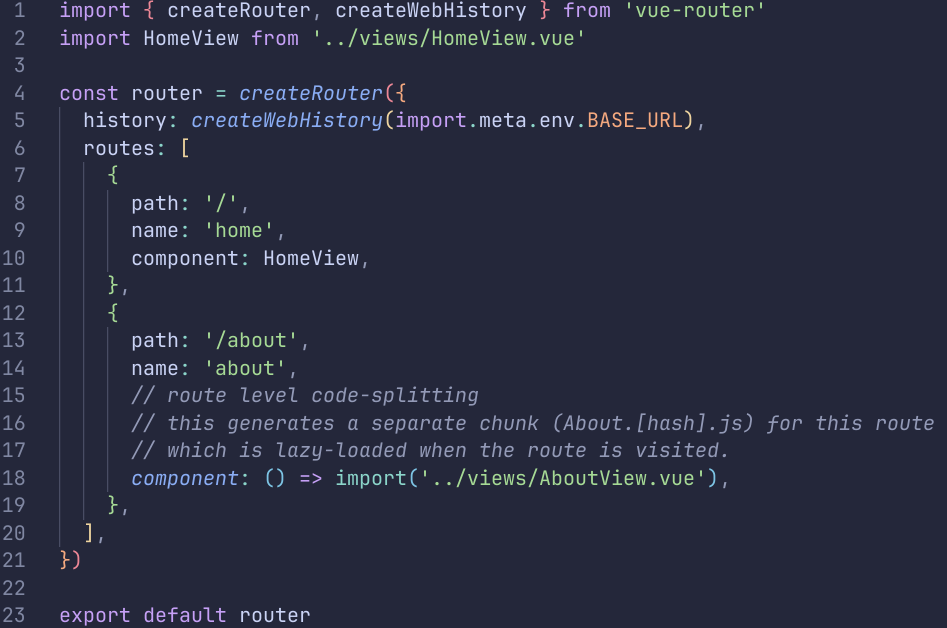 1 import { createRouter, createWebHistory } from 'vue-router'
2 import HomeView from '../views/HomeView.vue'
3
4 const router = createRouter({
5   history: createWebHistory(import.meta.env.BASE_URL),
6   routes: [
7     {
8       path: '/',
9       name: 'home',
10       component: HomeView,
11     },
12     {
13       path: '/about',
14       name: 'about',
15       // route level code-splitting
16       // this generates a separate chunk (About.[hash].js) for this route
17       // which is lazy-loaded when the route is visited.
18       component: () => import('../views/AboutView.vue'),
19     },
20   ],
21 })
22
23 export default router